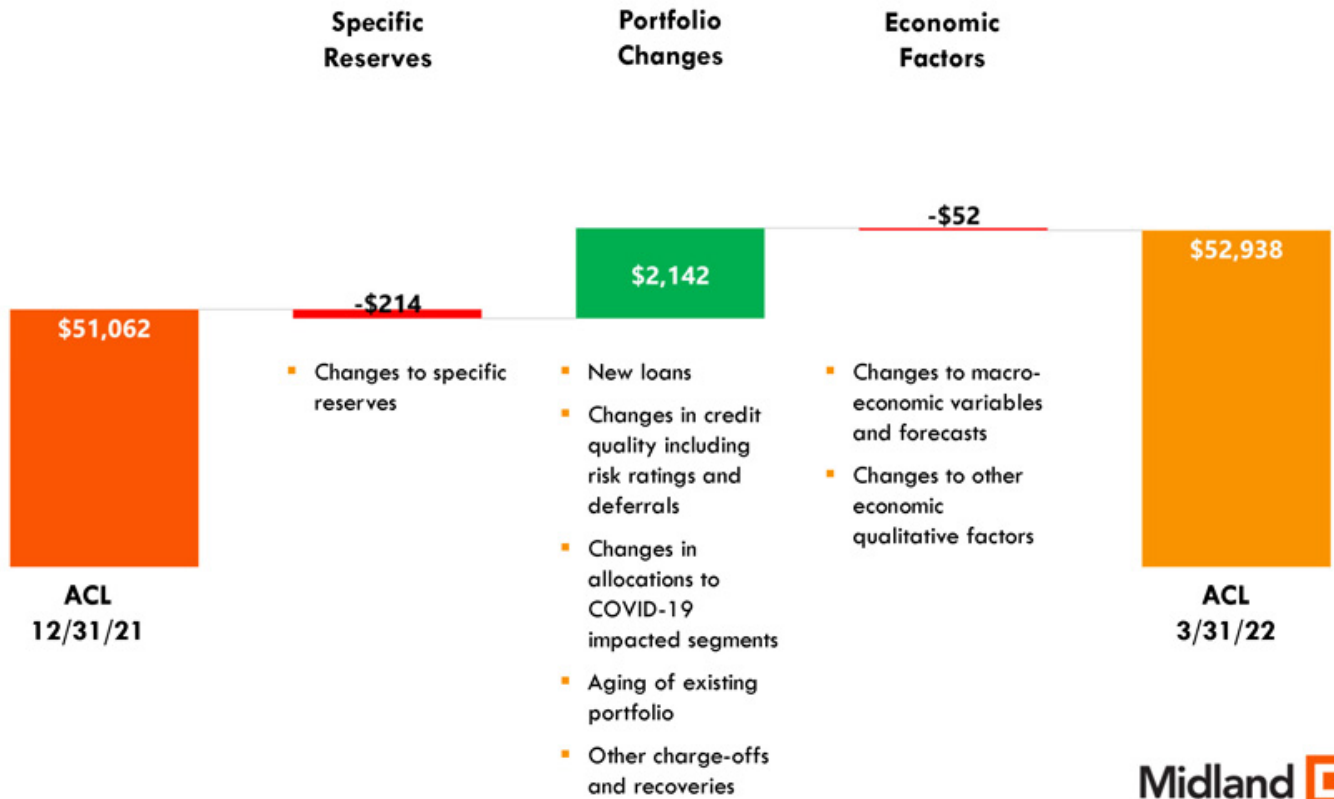 Specific
Reserves
Portfolio
Changes
Economic
Factors
$51,062
-$214
$2,142
-$52
$52,938
ACL
12/31/21
▪ Changes to specific
reserves
▪ New loans
▪ Changes in credit
quality including
risk ratings and
deferrals
▪ Changes in
allocations to
COVID-19
impacted segments
▪ Aging of existing
portfolio
▪ Other charge-offs
and recoveries
▪ Changes to macro-
economic variables
and forecasts
▪ Changes to other
economic
qualitative factors
ACL
3/31/22
Midland